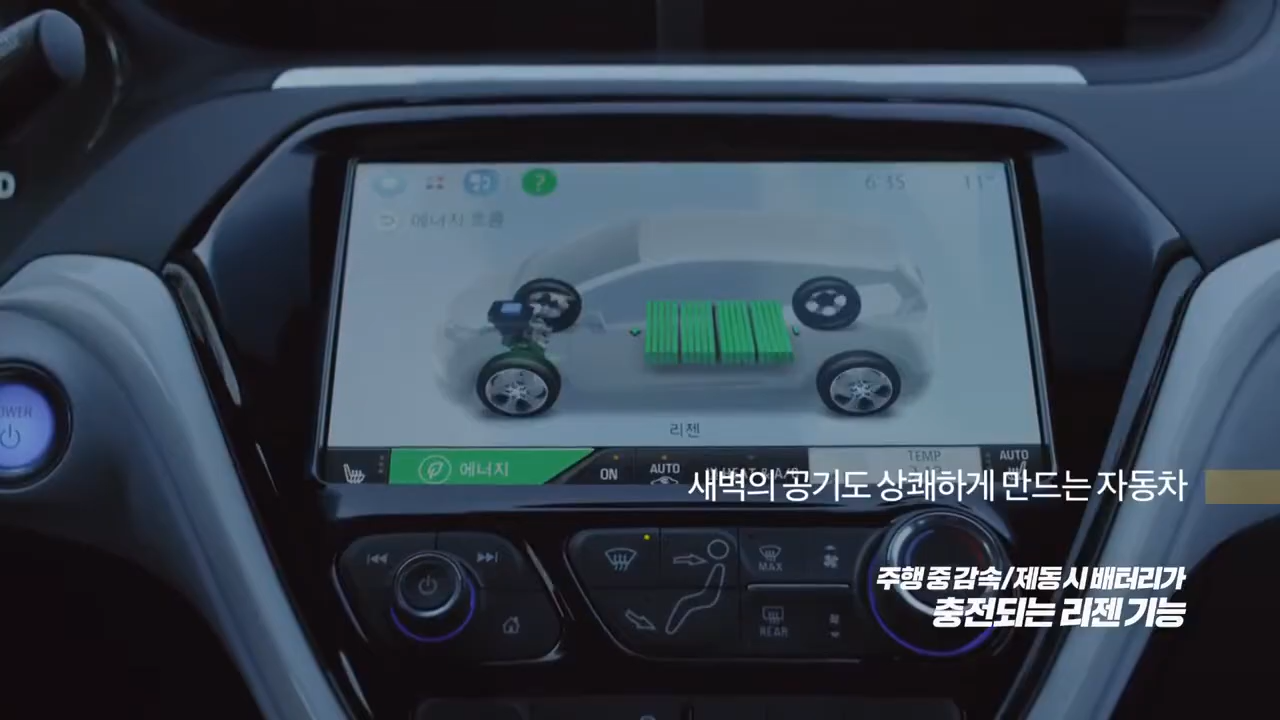 6:35
에너지 흐름
리젠
에너지
ON
AUTO
TEMP
AUTO
새벽의 공기도 상쾌하게 만드는 자동차
POWER
MAX
REAR
주행 중 감속/제동 시 배터리가
충전되는 리젠 기능